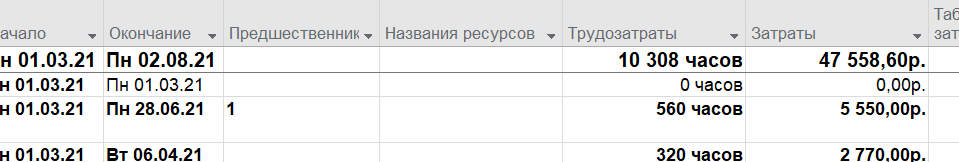 Таб
ачало Окончание Предшественник Названия ресурсов Трудозатраты Затраты зат
н 01.03.21 Пн 02.08.21 10 308 часов 47 558,60р.
н 01.03.21 Пн 01.03.21 0 часов 0,00р.
н 01.03.21 Пн 28.06.21 1 560 часов 5 550,00р.
н 01.03.21 Вт 06.04.21 320 часов 2 770,00р.